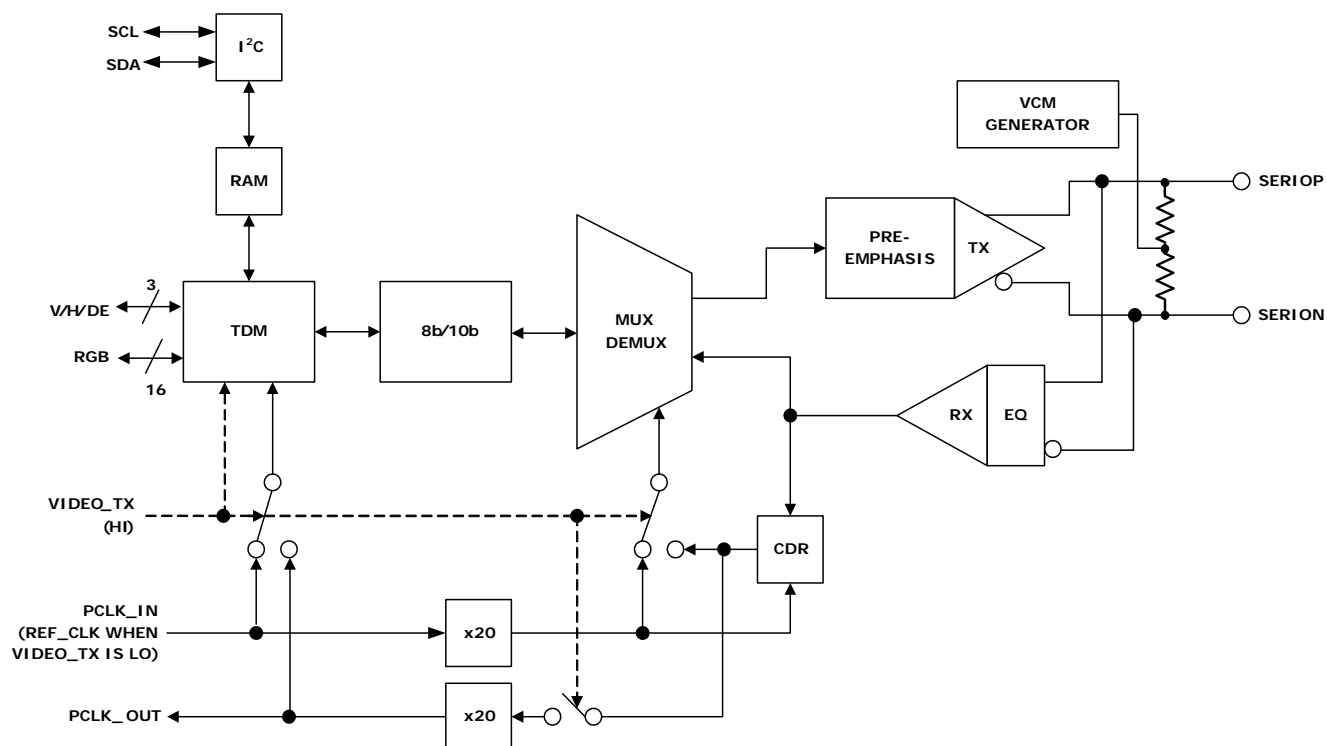 SCL
SDA
I²C
VCM
GENERATOR
RAM
SERIOP
PRE-
EMPHASIS
TX
3
V/H/DE
TDM
8b/10b
MUX
DEMUX
SERION
RGB
16
RX
EQ
VIDEO_TX
(HI)
CDR
PCLK_IN
(REF_CLK WHEN
VIDEO_TX IS LO)
x20
PCLK_OUT
x20